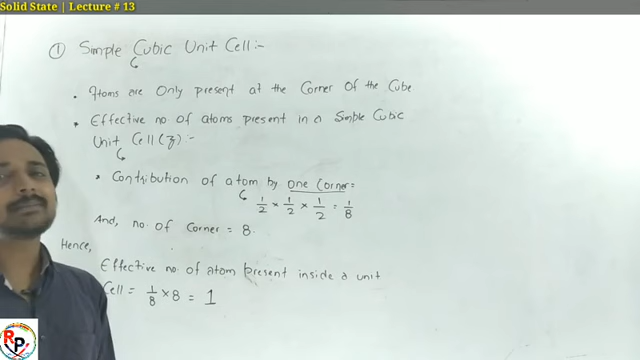 Solid State | Lecture # 13
① Simple Cubic Unit Cell:-
• Atoms are Only present at the Corner Of the Cube
• Effective no of atoms present in a Simple Cubic
Unit Cell (Z) :-
• Contribution of atom by one Corner=
1/2 × 1/2 × 1/2 = 1/8
And, no of Corner = 8.
Hence,
Effective no of atom present inside a unit
Cell = 1/8 × 8 = 1
RP